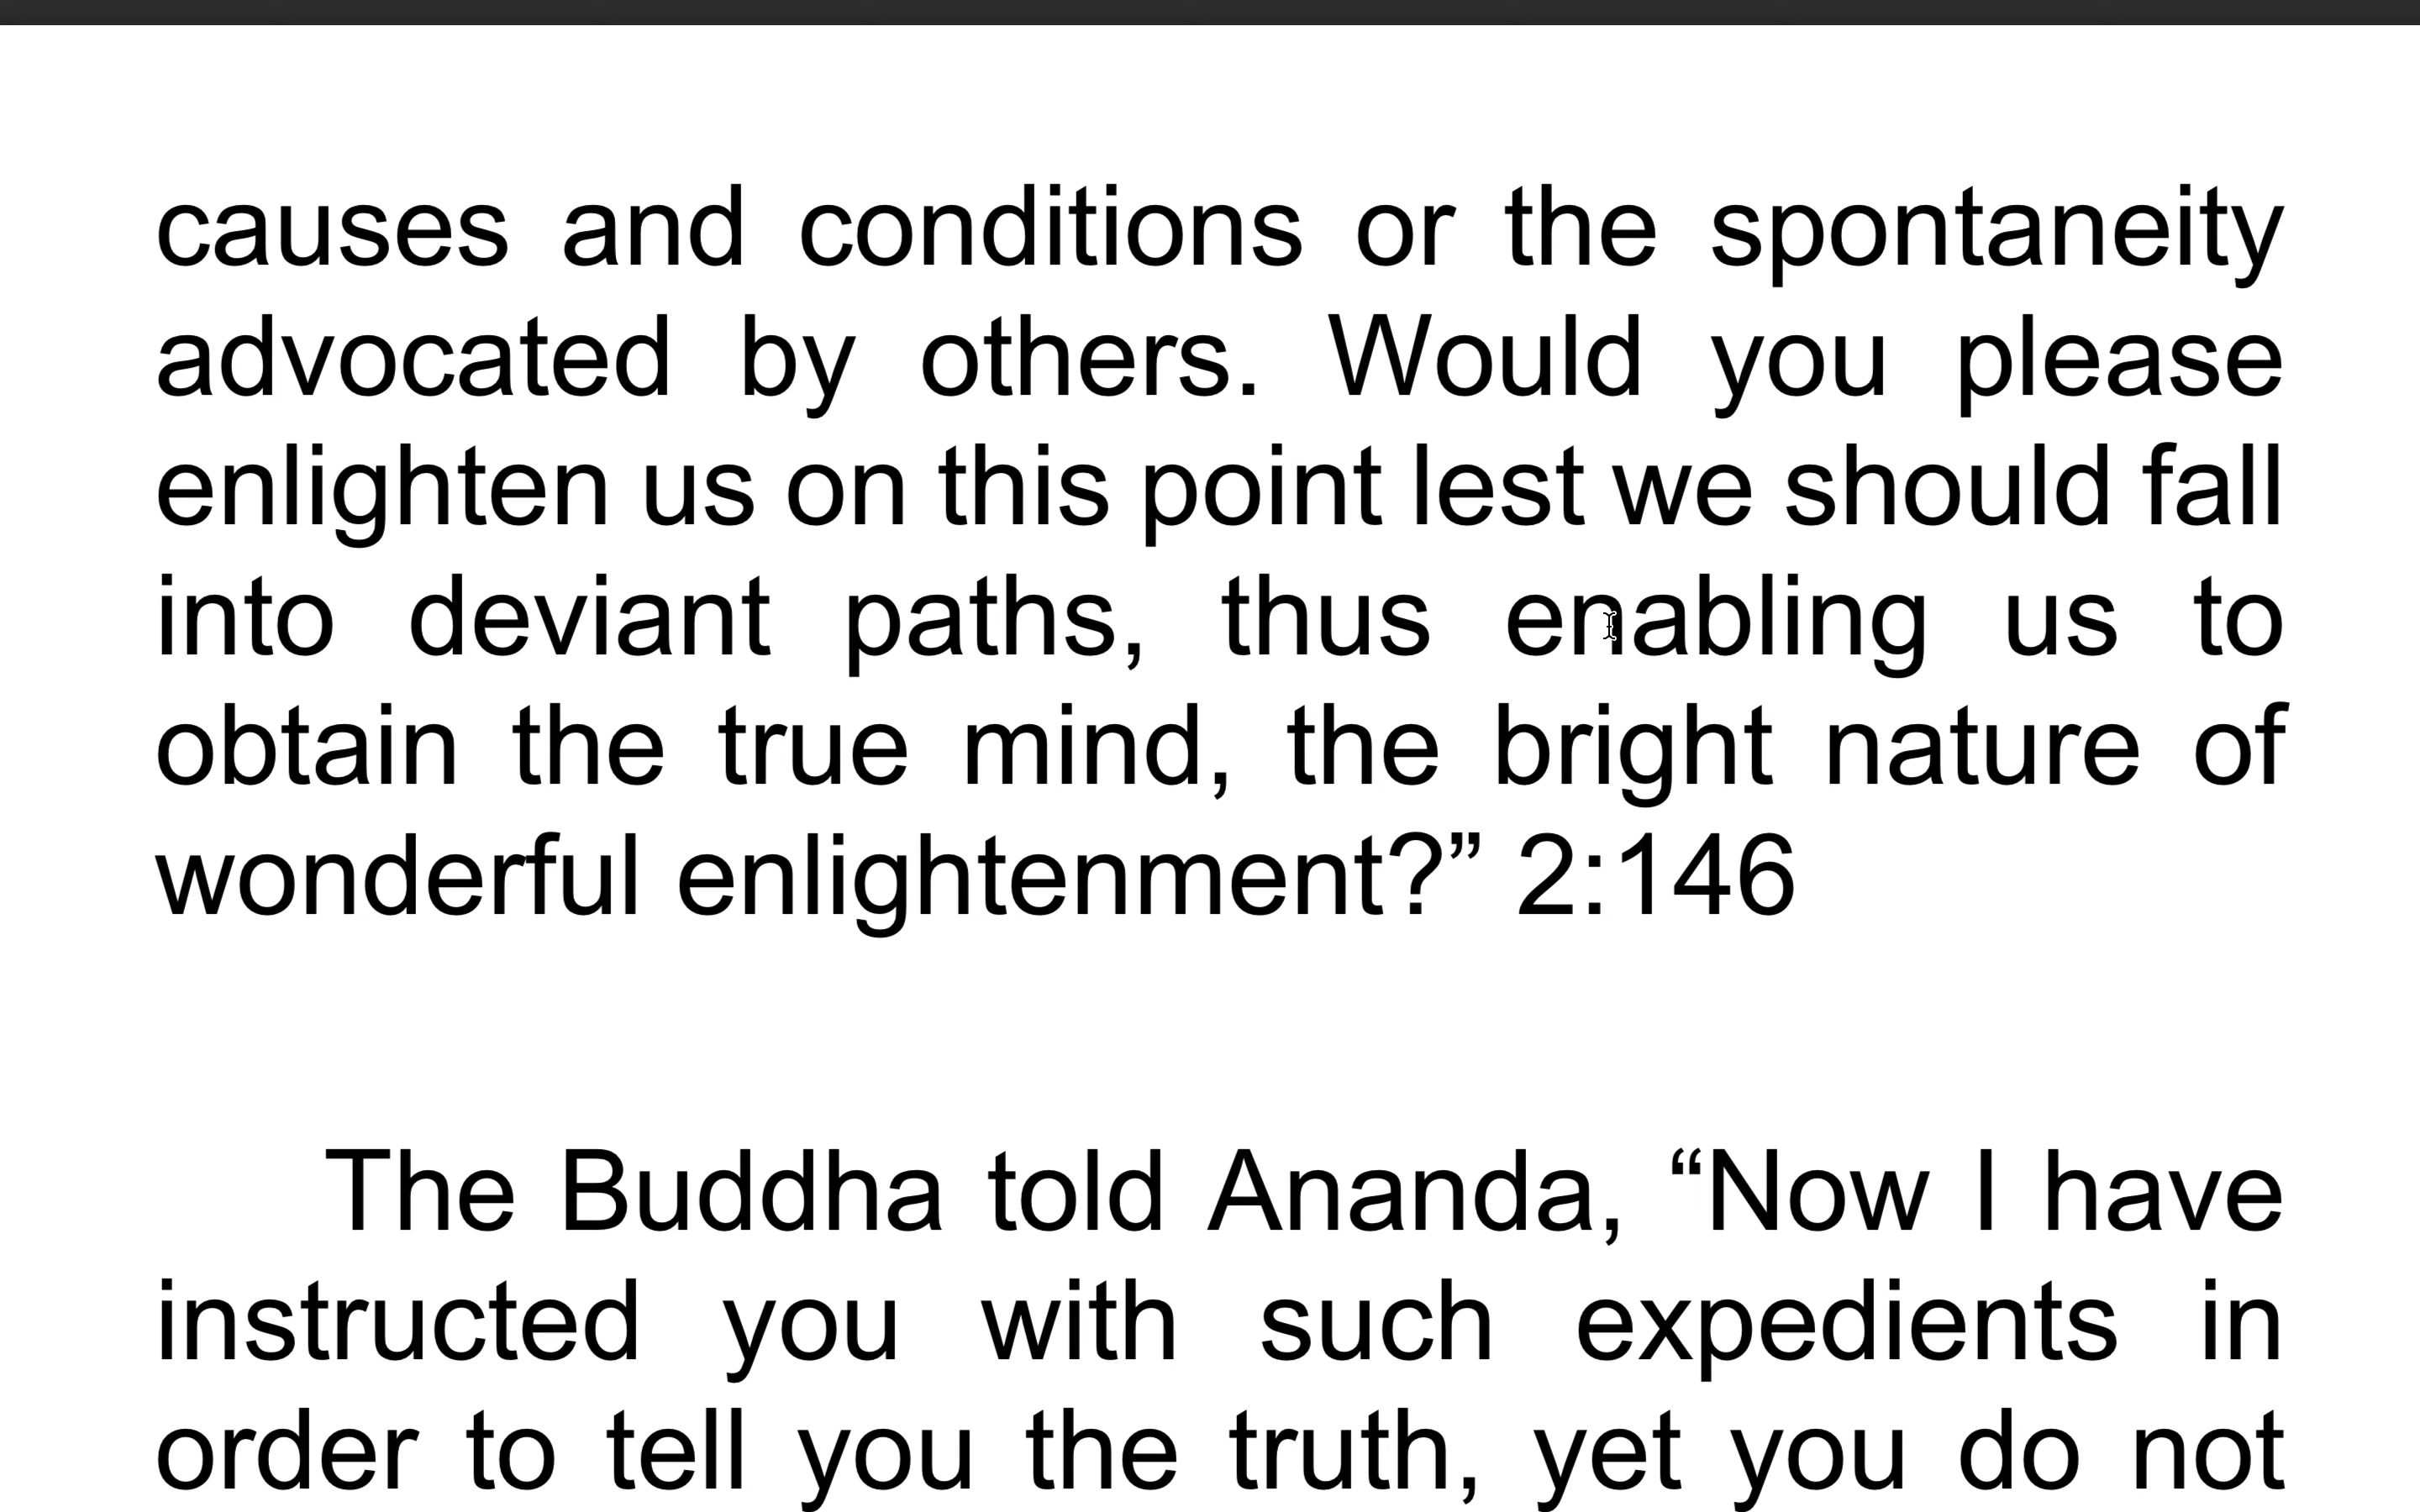 causes and conditions or the spontaneity
advocated by others. Would you please
enlighten us on this point lest we should fall
into deviant paths, thus enabling us to
obtain the true mind, the bright nature of
wonderful enlightenment?” 2:146
The Buddha told Ananda, “Now I have
instructed you with such expedients in
order to tell you the truth, yet you do not